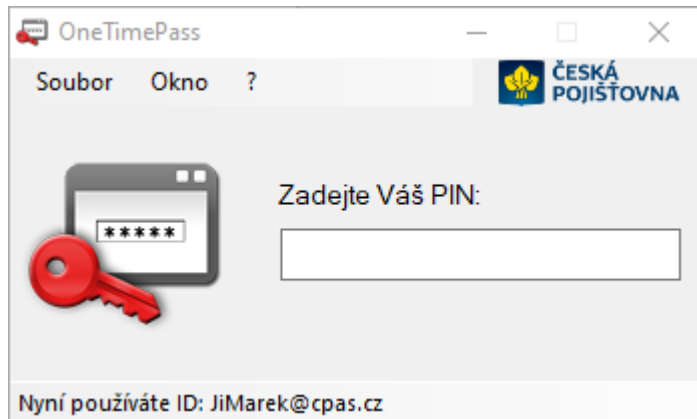 OneTimePass
Soubor Okno ?
ČESKÁ
POJIŠŤOVNA
Zadejte Váš PIN:
*****
Nyní používáte ID: JiMarek@cpas.cz